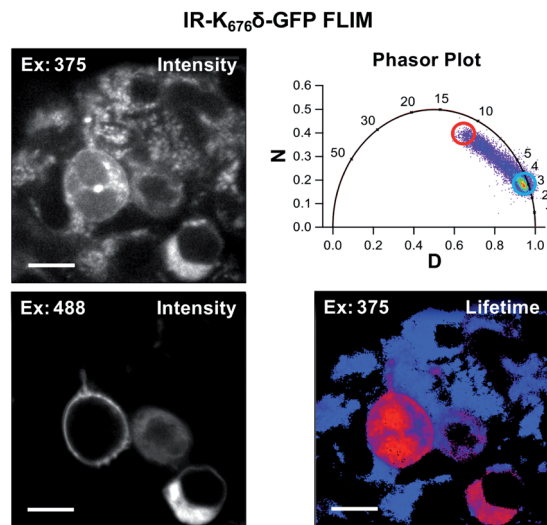 IR-K676δ-GFP FLIM
Ex: 375 Intensity
Phasor Plot
0.6
0.5
0.4
0.3
0.2
0.1
0.0
N
50
30
20
15
10
5
4
3
2
1
0.0 0.2 0.4 0.6 0.8 1.0
D
Ex: 488 Intensity
Ex: 375 Lifetime